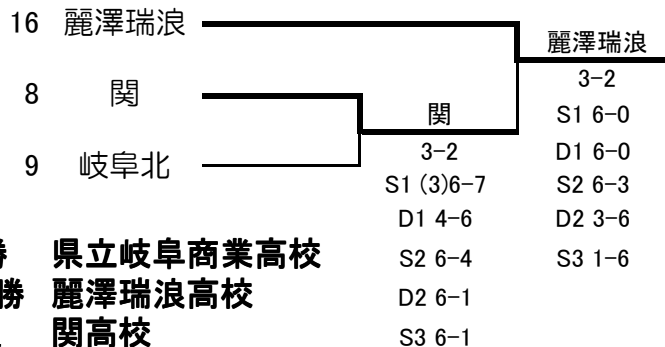 16 麗澤瑞浪
麗澤瑞浪
3-2
8 関
S1 6-0
関
3-2
D1 6-0
9 岐阜北
S1 (3)6-7
S2 6-3
D1 4-6
D2 3-6
勝 県立岐阜商業高校
S2 6-4
S3 1-6
勝 麗澤瑞浪高校
D2 6-1
関高校
S3 6-1